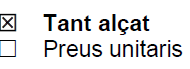 ☒ Tant alçat
☐ Preus unitaris